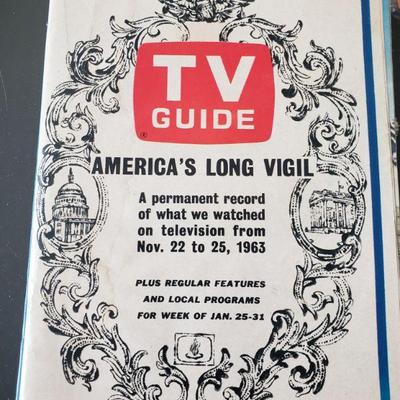 TV
GUIDE
®
AMERICA'S LONG VIGIL
A permanent record
of what we watched
on television from
Nov. 22 to 25, 1963
PLUS REGULAR FEATURES
AND LOCAL PROGRAMS
FOR WEEK OF JAN. 25-31